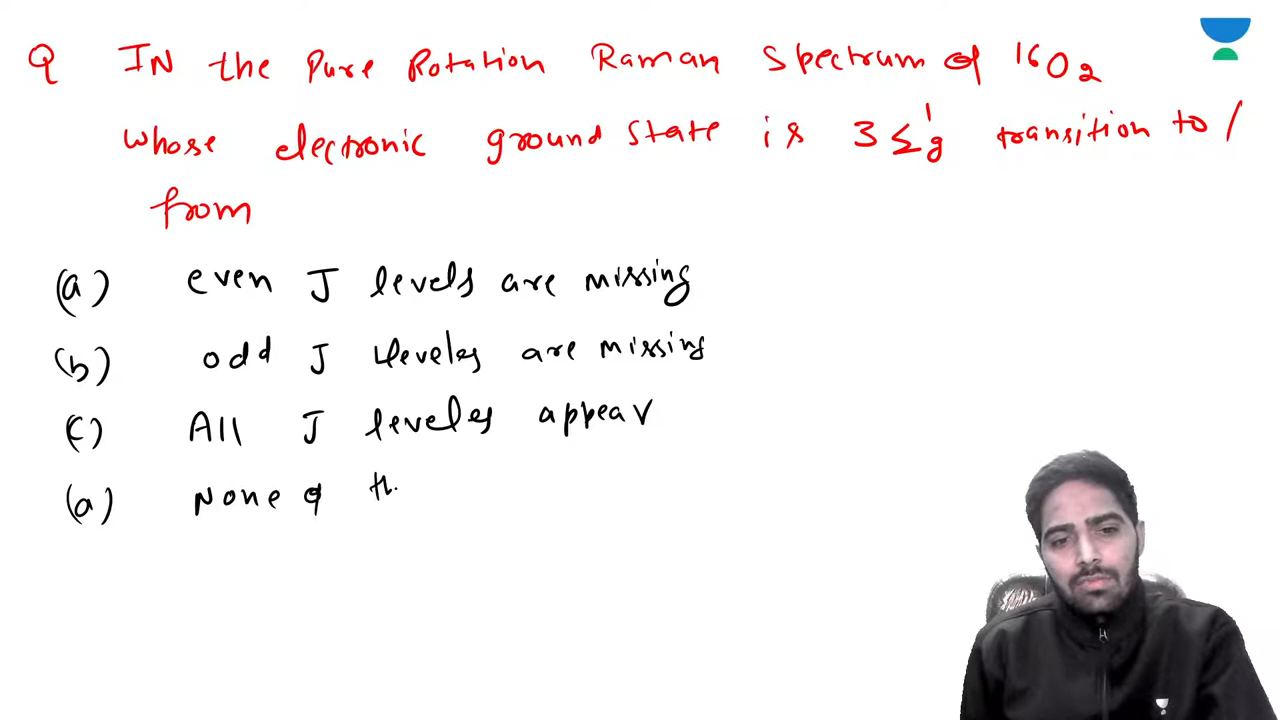 Q IN the Pure Rotation Raman Spectrum of 16O2
whose electronic ground state is 3Σ'g transition to /
from
(a) even J levels are missing
(b) odd J leveles are missing
(c) All J leveles appear
(a) None of th